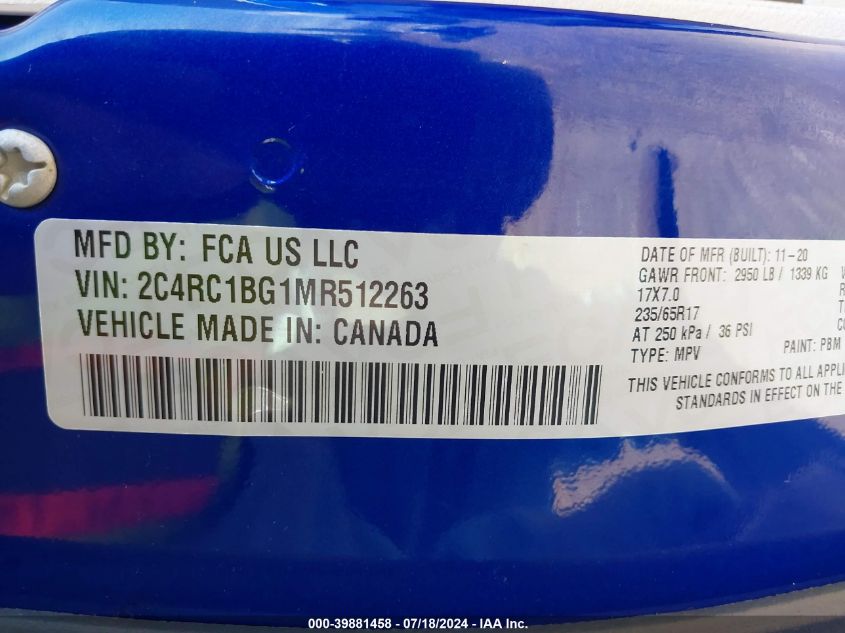 MFD BY: FCA US LLC
VIN: 2C4RC1BG1MR512263
VEHICLE MADE IN: CANADA
DATE OF MFR (BUILT): 11-20
GAWR FRONT: 2950 LB / 1339 KG
17X7.0
235/65R17
AT 250 kPa / 36 PSI
TYPE: MPV
PAINT: PBM
THIS VEHICLE CONFORMS TO ALL APPLI
STANDARDS IN EFFECT ON THE
V
R
TI
CO
000-39881458 - 07/18/2024 - IAA Inc.